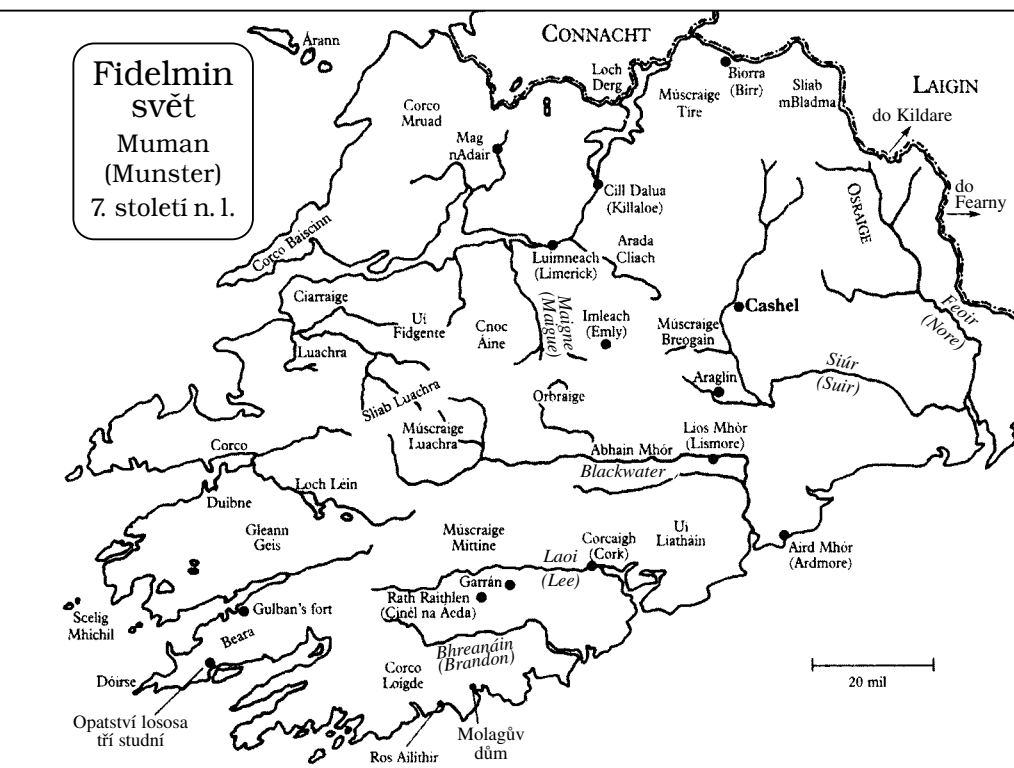 Fidelmin
svět
Muman
(Munster)
7. století n. l.
Árann
CONNACHT
Loch
Derg
Biorra
(Birr)
Múscraige
Tire
Sliab
mBladma
LAIGIN
do Kildare
do
Fearny
Corco
Mruad
Mag
nAdair
Cill Dalua
(Killaloe)
OSRAIGE
Corco Baiscinn
Luimneach
(Limerick)
Arada
Cliach
Ciarraige
Uí
Fidgente
Cnoc
Áine
Maigne
(Maigue)
Imleach
(Emly)
Cashel
Múscraige
Breogain
Feoir
(Nore)
Luachra
Siúr
(Suir)
Araglin
Sliab Luachra
Orbraige
Múscraige
Luachra
Lios Mhór
(Lismore)
Abhain Mhór
Blackwater
Corco
Duibne
Loch Léin
Gleann
Geis
Múscraige
Mittine
Corcaigh
(Cork)
Uí
Liatháin
Aird Mhór
(Ardmore)
Laoi
(Lee)
Garrán
Rath Raithlen
(Cinél na Aeda)
Scelig
Mhichil
Gulban's fort
Beara
Bhreanáin
(Brandon)
Dóirse
Corco
Loígde
20 mil
Opatství lososa
tří studní
Molagův
dům
Ros Ailithir